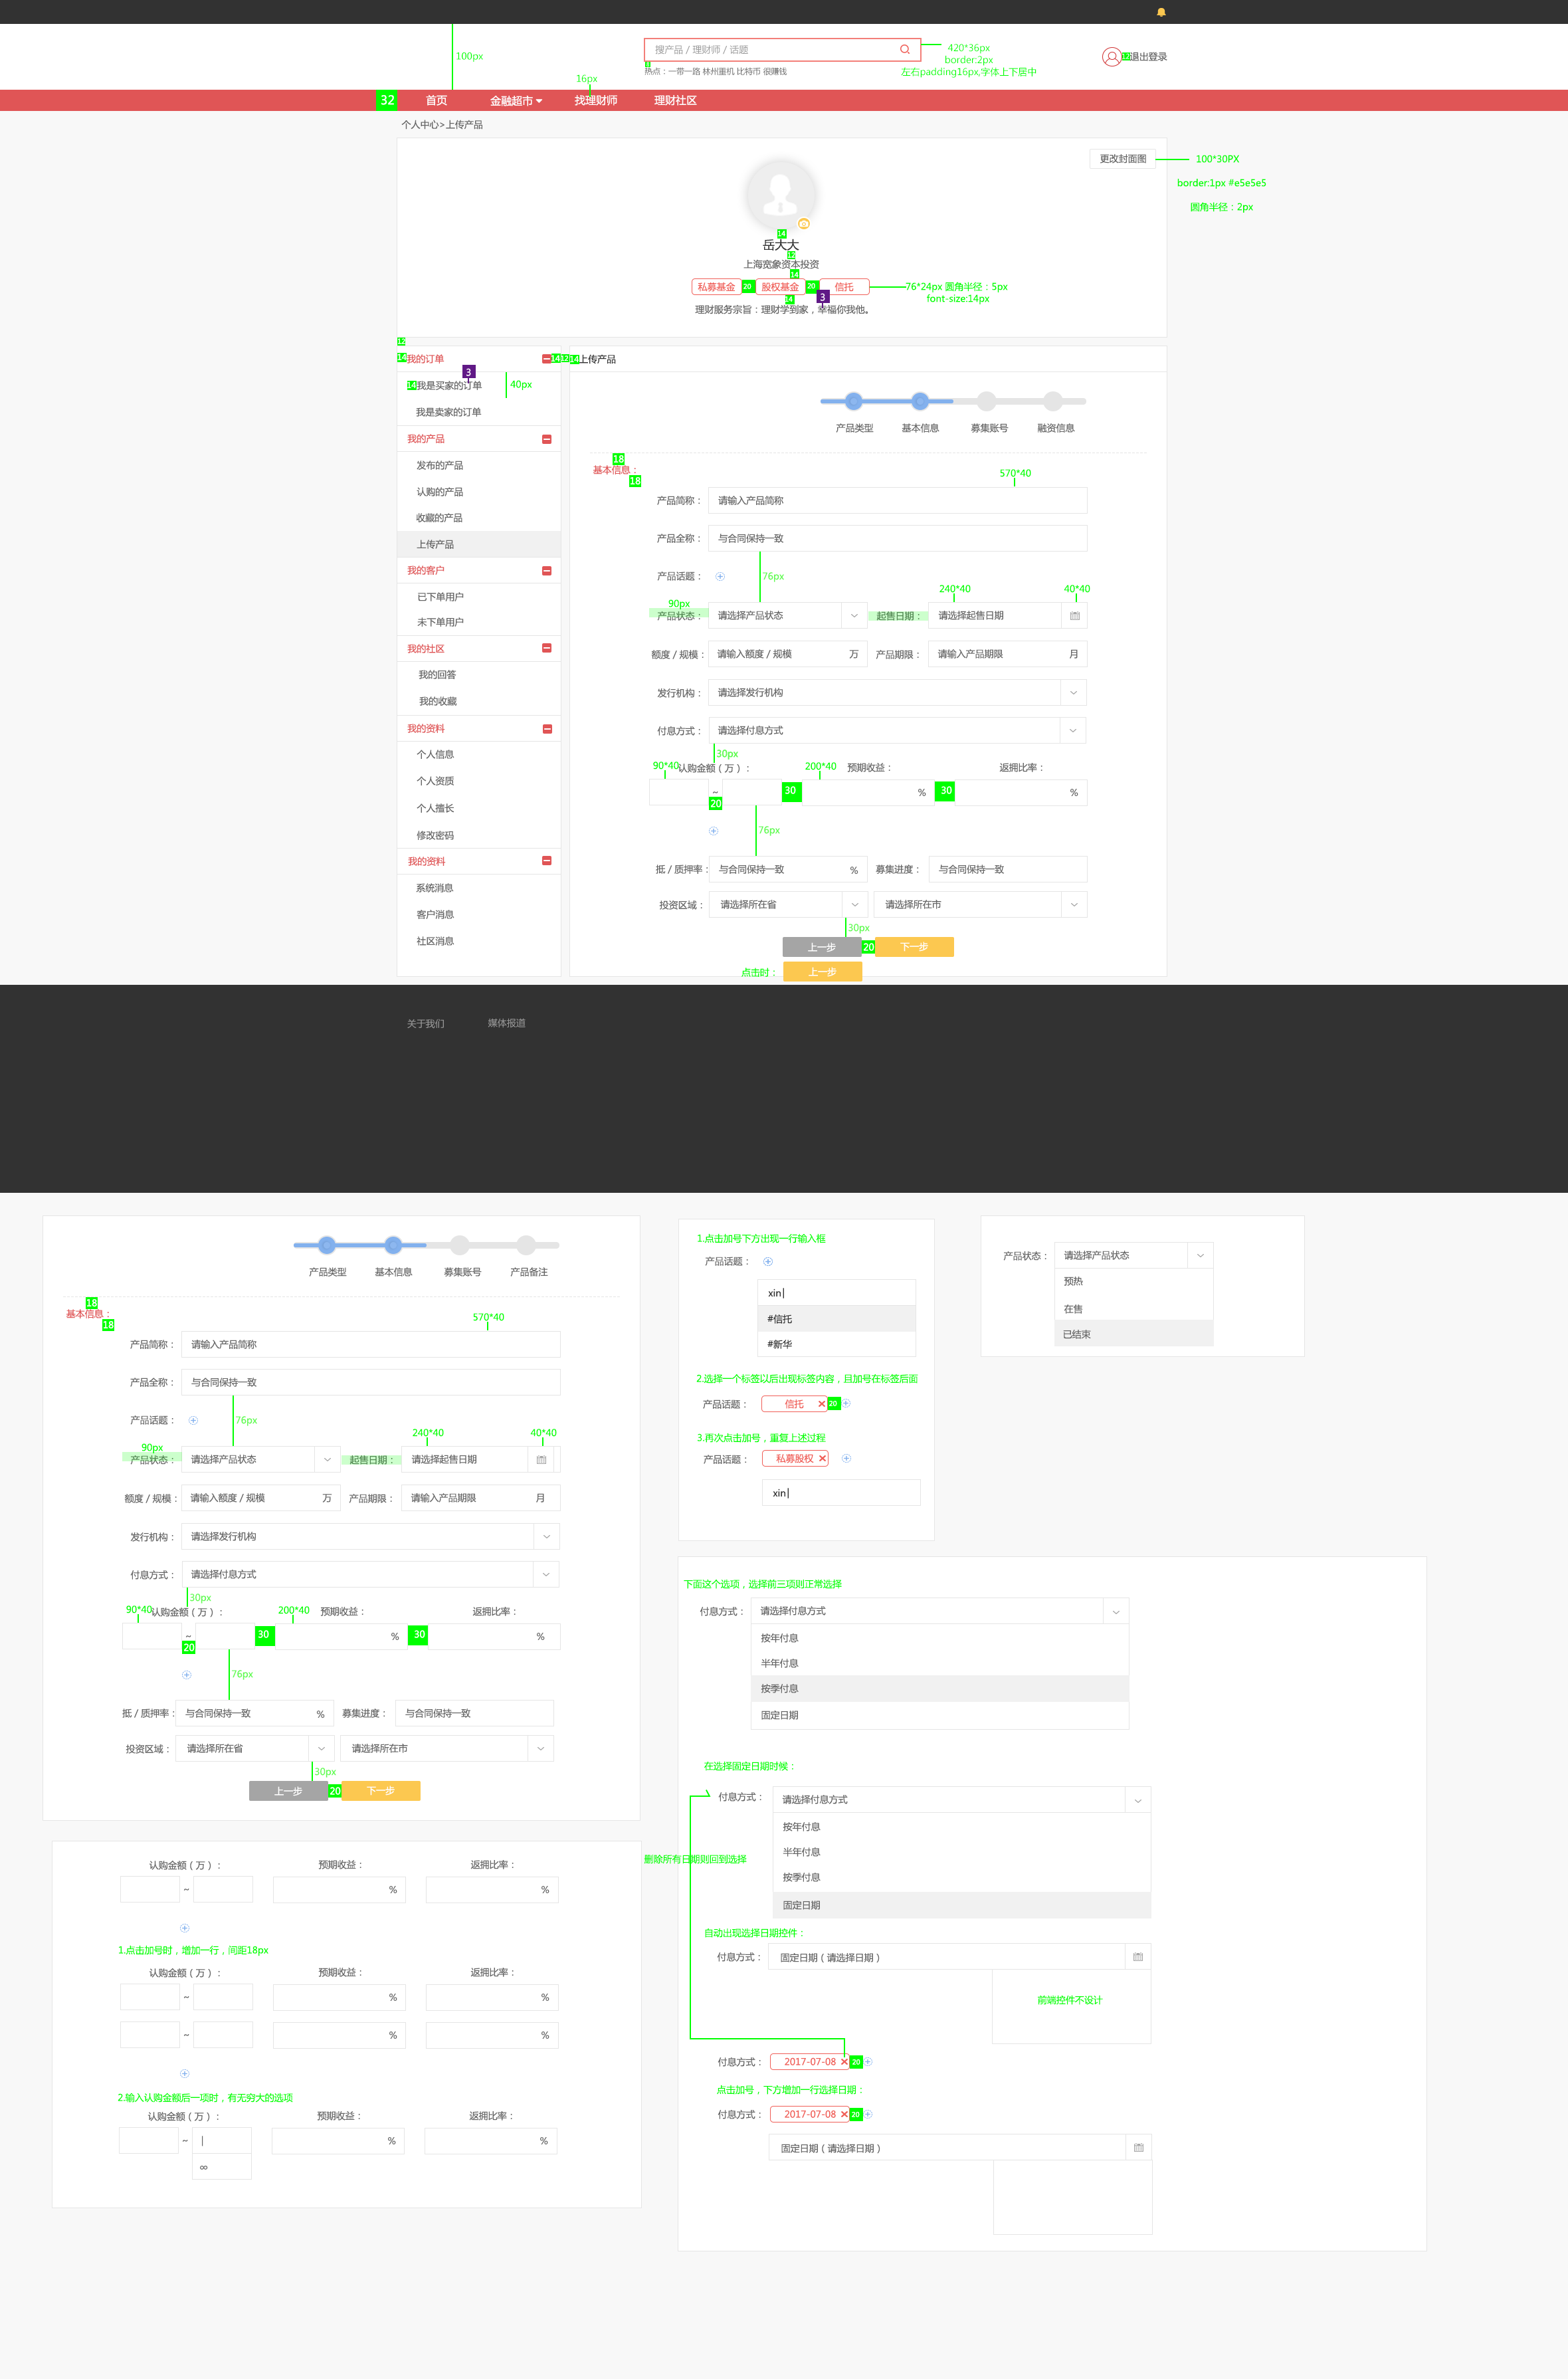 100px
搜产品 / 理财师 / 话题
420*36px
border:2px
左右padding16px,字体上下居中
退出登录
热点：一带一路 林州重机 比特币 很赚钱
16px
32 首页 金融超市 找理财师 理财社区
个人中心>上传产品
更改封面图
100*30PX
border:1px #e5e5e5
圆角半径：2px
14
岳大大
12
上海宽象资本投资
14
私募基金 20 股权基金 20 信托
76*24px 圆角半径：5px
font-size:14px
14
3
理财服务宗旨：理财学到家，幸福你我他。
12
14 我的订单
14 12 14 上传产品
3
我是买家的订单
40px
我是卖家的订单
我的产品
发布的产品
认购的产品
收藏的产品
上传产品
我的客户
已下单用户
未下单用户
我的社区
我的回答
我的收藏
我的资料
个人信息
个人资质
个人擅长
修改密码
我的资料
系统消息
客户消息
社区消息
产品类型 基本信息 募集账号 融资信息
18
基本信息：
18
570*40
产品简称： 请输入产品简称
产品全称： 与合同保持一致
产品话题：
76px
90px
240*40
40*40
产品状态： 请选择产品状态 起售日期： 请选择起售日期
额度 / 规模： 请输入额度 / 规模 万 产品期限： 请输入产品期限 月
发行机构： 请选择发行机构
付息方式： 请选择付息方式
30px
90*40 认购金额（万）： 200*40 预期收益： 返拥比率：
~ 30 % 30 %
20
76px
抵 / 质押率： 与合同保持一致 % 募集进度： 与合同保持一致
投资区域： 请选择所在省 请选择所在市
30px
上一步 20 下一步
点击时： 上一步
关于我们 媒体报道
产品类型 基本信息 募集账号 产品备注
18
基本信息：
18
570*40
产品简称： 请输入产品简称
产品全称： 与合同保持一致
产品话题：
76px
90px
240*40
40*40
产品状态： 请选择产品状态 起售日期： 请选择起售日期
额度 / 规模： 请输入额度 / 规模 万 产品期限： 请输入产品期限 月
发行机构： 请选择发行机构
付息方式： 请选择付息方式
30px
90*40 认购金额（万）： 200*40 预期收益： 返拥比率：
~ 30 % 30 %
20
76px
抵 / 质押率： 与合同保持一致 % 募集进度： 与合同保持一致
投资区域： 请选择所在省 请选择所在市
30px
上一步 20 下一步
认购金额（万）： 预期收益： 返拥比率：
~ % %
1.点击加号时，增加一行，间距18px
认购金额（万）： 预期收益： 返拥比率：
~ % %
~ % %
2.输入认购金额后一项时，有无穷大的选项
认购金额（万）： 预期收益： 返拥比率：
~ | % %
∞
1.点击加号下方出现一行输入框
产品话题：
xin|
#信托
#新华
2.选择一个标签以后出现标签内容，且加号在标签后面
产品话题： 信托 20
3.再次点击加号，重复上述过程
产品话题： 私募股权
xin|
产品状态： 请选择产品状态
预热
在售
已结束
下面这个选项，选择前三项则正常选择
付息方式： 请选择付息方式
按年付息
半年付息
按季付息
固定日期
在选择固定日期时候：
付息方式： 请选择付息方式
按年付息
半年付息
删除所有日期则回到选择
按季付息
固定日期
自动出现选择日期控件：
付息方式： 固定日期（请选择日期）
前端控件不设计
付息方式： 2017-07-08 20
点击加号，下方增加一行选择日期：
付息方式： 2017-07-08 20
固定日期（请选择日期）